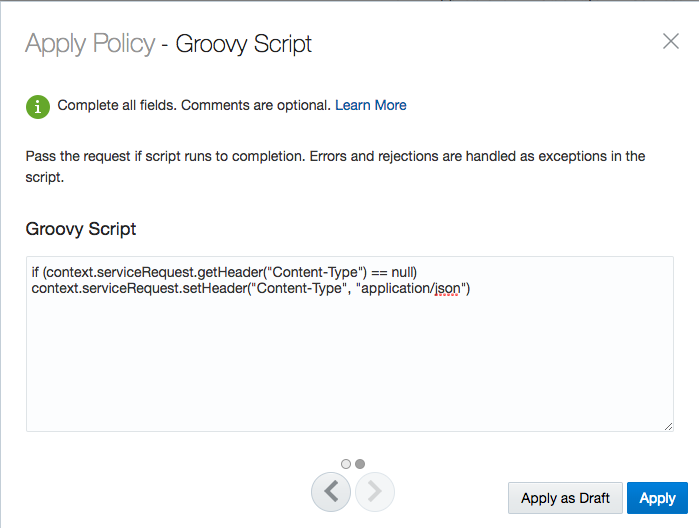 Apply Policy - Groovy Script
Complete all fields. Comments are optional. Learn More
Pass the request if script runs to completion. Errors and rejections are handled as exceptions in the
script.
Groovy Script
if (context.serviceRequest.getHeader("Content-Type") == null)
context.serviceRequest.setHeader("Content-Type", "application/json")
Apply as Draft
Apply